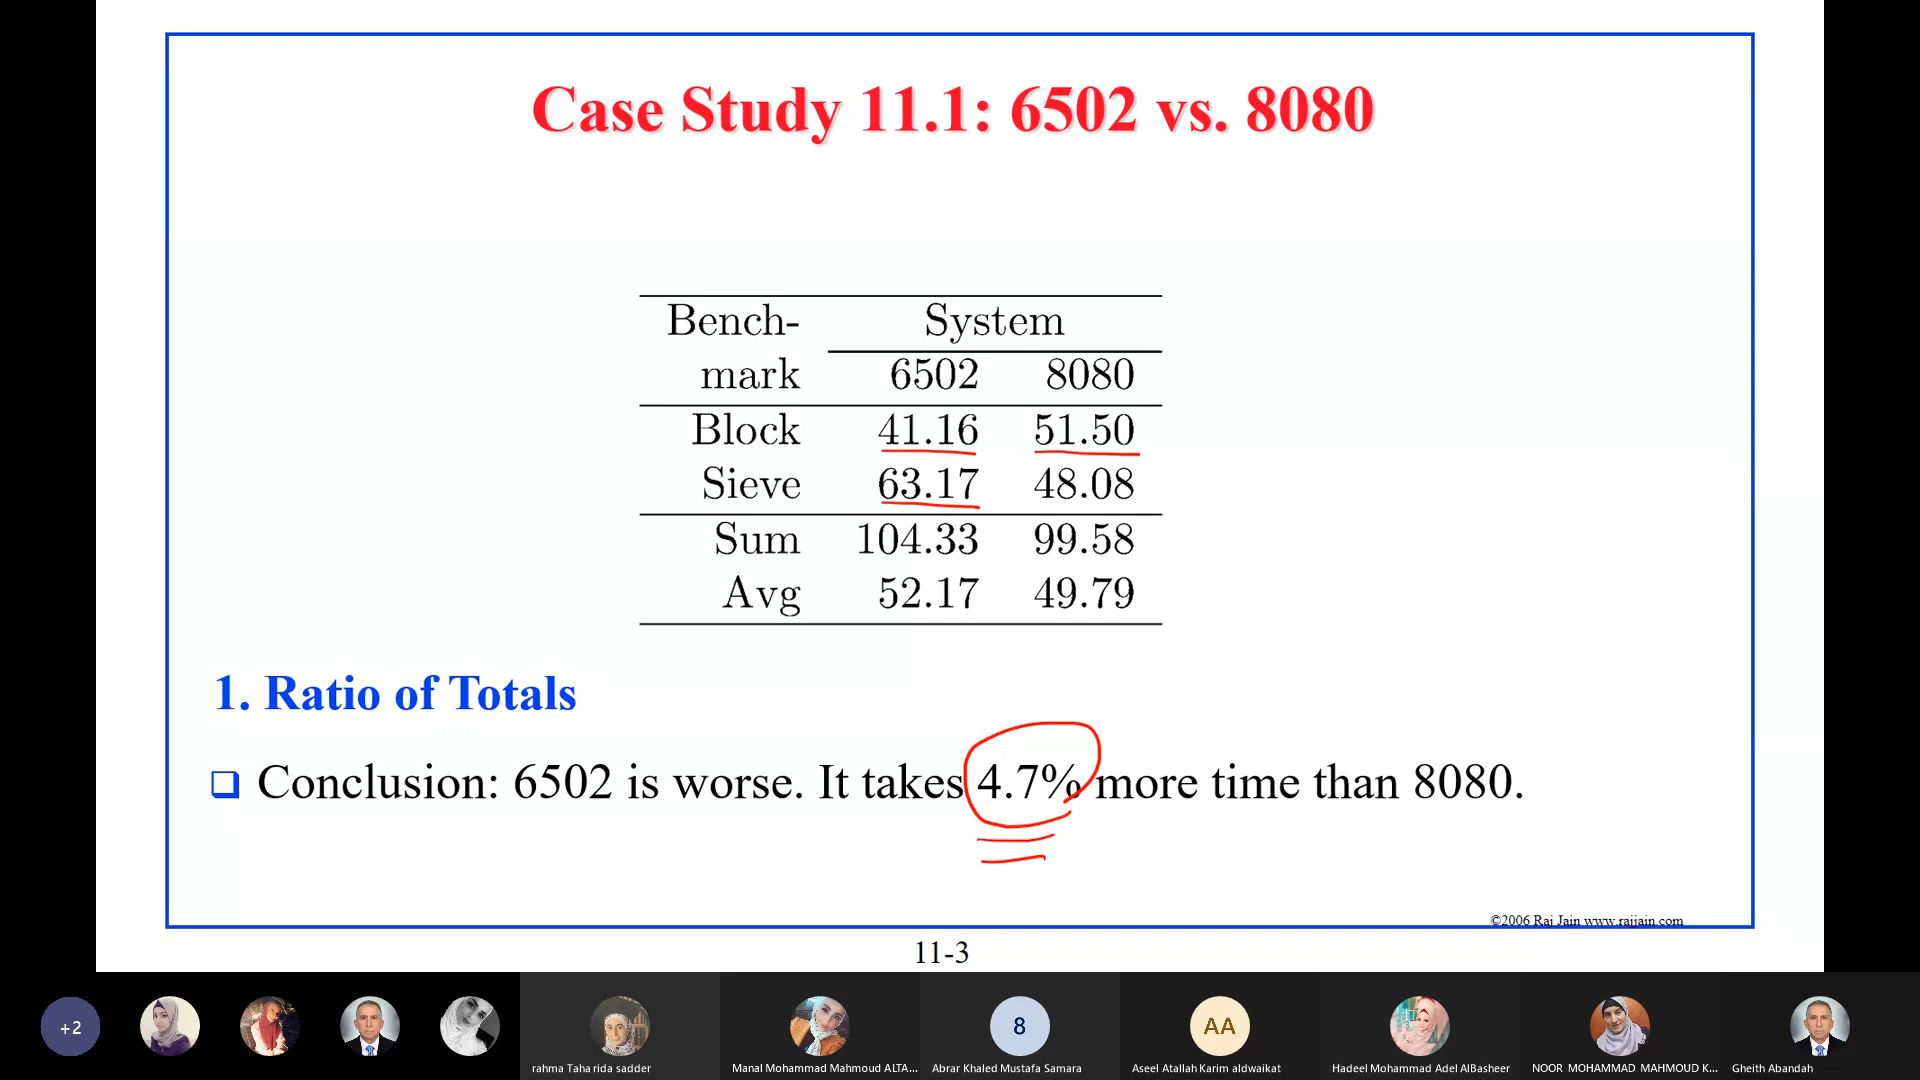 Case Study 11.1: 6502 vs. 8080
Bench- System
mark 6502 8080
Block 41.16 51.50
Sieve 63.17 48.08
Sum 104.33 99.58
Avg 52.17 49.79
1. Ratio of Totals
Conclusion: 6502 is worse. It takes 4.7% more time than 8080.
©2006 Raj Jain www.rajjain.com
11-3
+2
8
AA
rahma Taha rida sadder
Manal Mohammad Mahmoud ALTA...
Abrar Khaled Mustafa Samara
Aseel Atallah Karim aldwaikat
Hadeel Mohammad Adel AlBasheer
NOOR MOHAMMAD MAHMOUD K...
Gheith Abandah